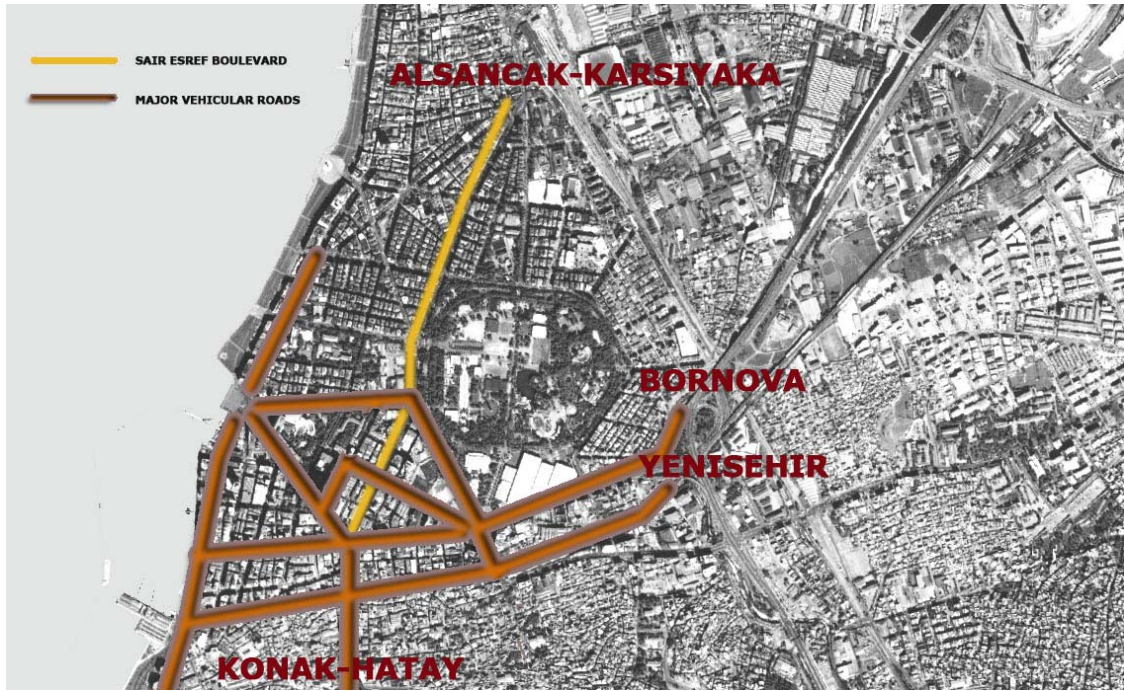 SAIR ESREF BOULEVARD
MAJOR VEHICULAR ROADS
ALSANCAK-KARSIYAKA
BORNOVA
YENISEHIR
KONAK-HATAY